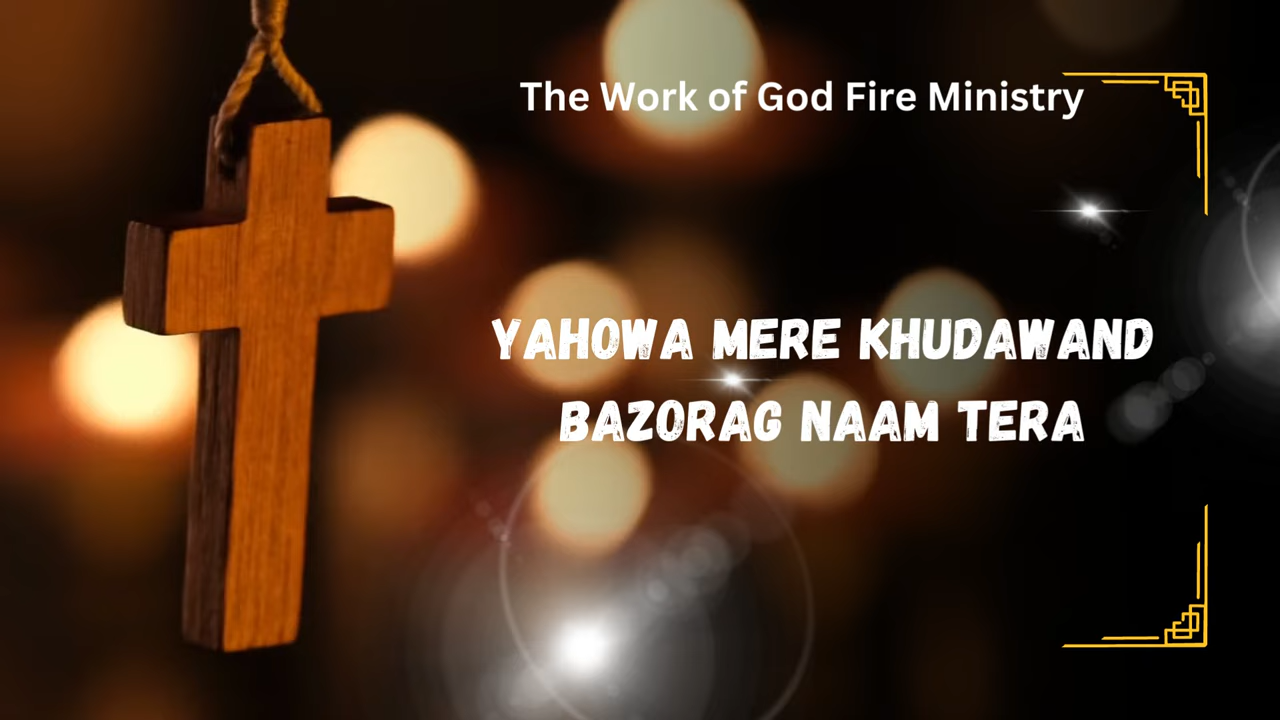 The Work of God Fire Ministry
YAHOWA MERE KHUDAWAND
BAZORAG NAAM TERA